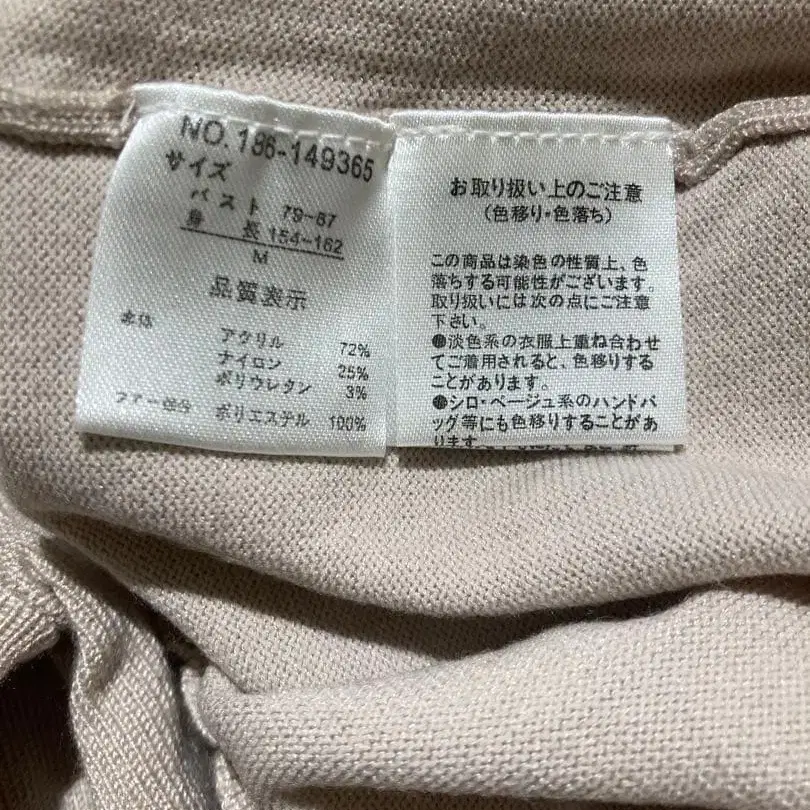 NO.186-149365
サイズ
バスト 79-87
身長 154-162
M
品質表示
本体
アクリル 72%
ナイロン 25%
ポリウレタン 3%
ファー部分 ポリエステル 100%
お取り扱い上のご注意
(色移り・色落ち)
この商品は染色の性質上、色
落ちする可能性がございます。
取り扱いには次の点にご注意
下さい。
●淡色系の衣服上重ね合わせ
てご着用されると、色移りする
ことがあります。
●シロ・ベージュ系のハンドバ
ッグ等にも色移りすることがあ
ります。